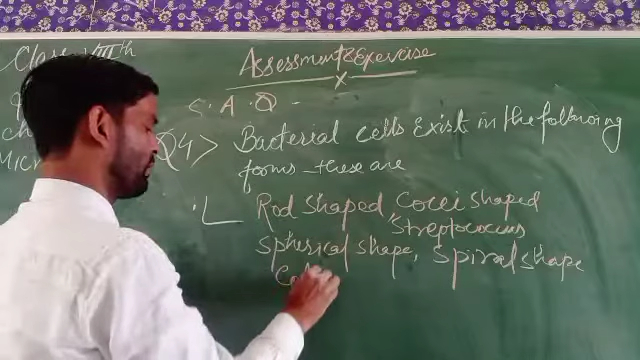 Class VIIIth
Assessment & Exercise
x
S. A. Q -
Q4> Bacterial cells Exist in the following
forms - these are
Rod shaped, Cocci shaped
Streptococcus
Spherical shape, Spiral shape